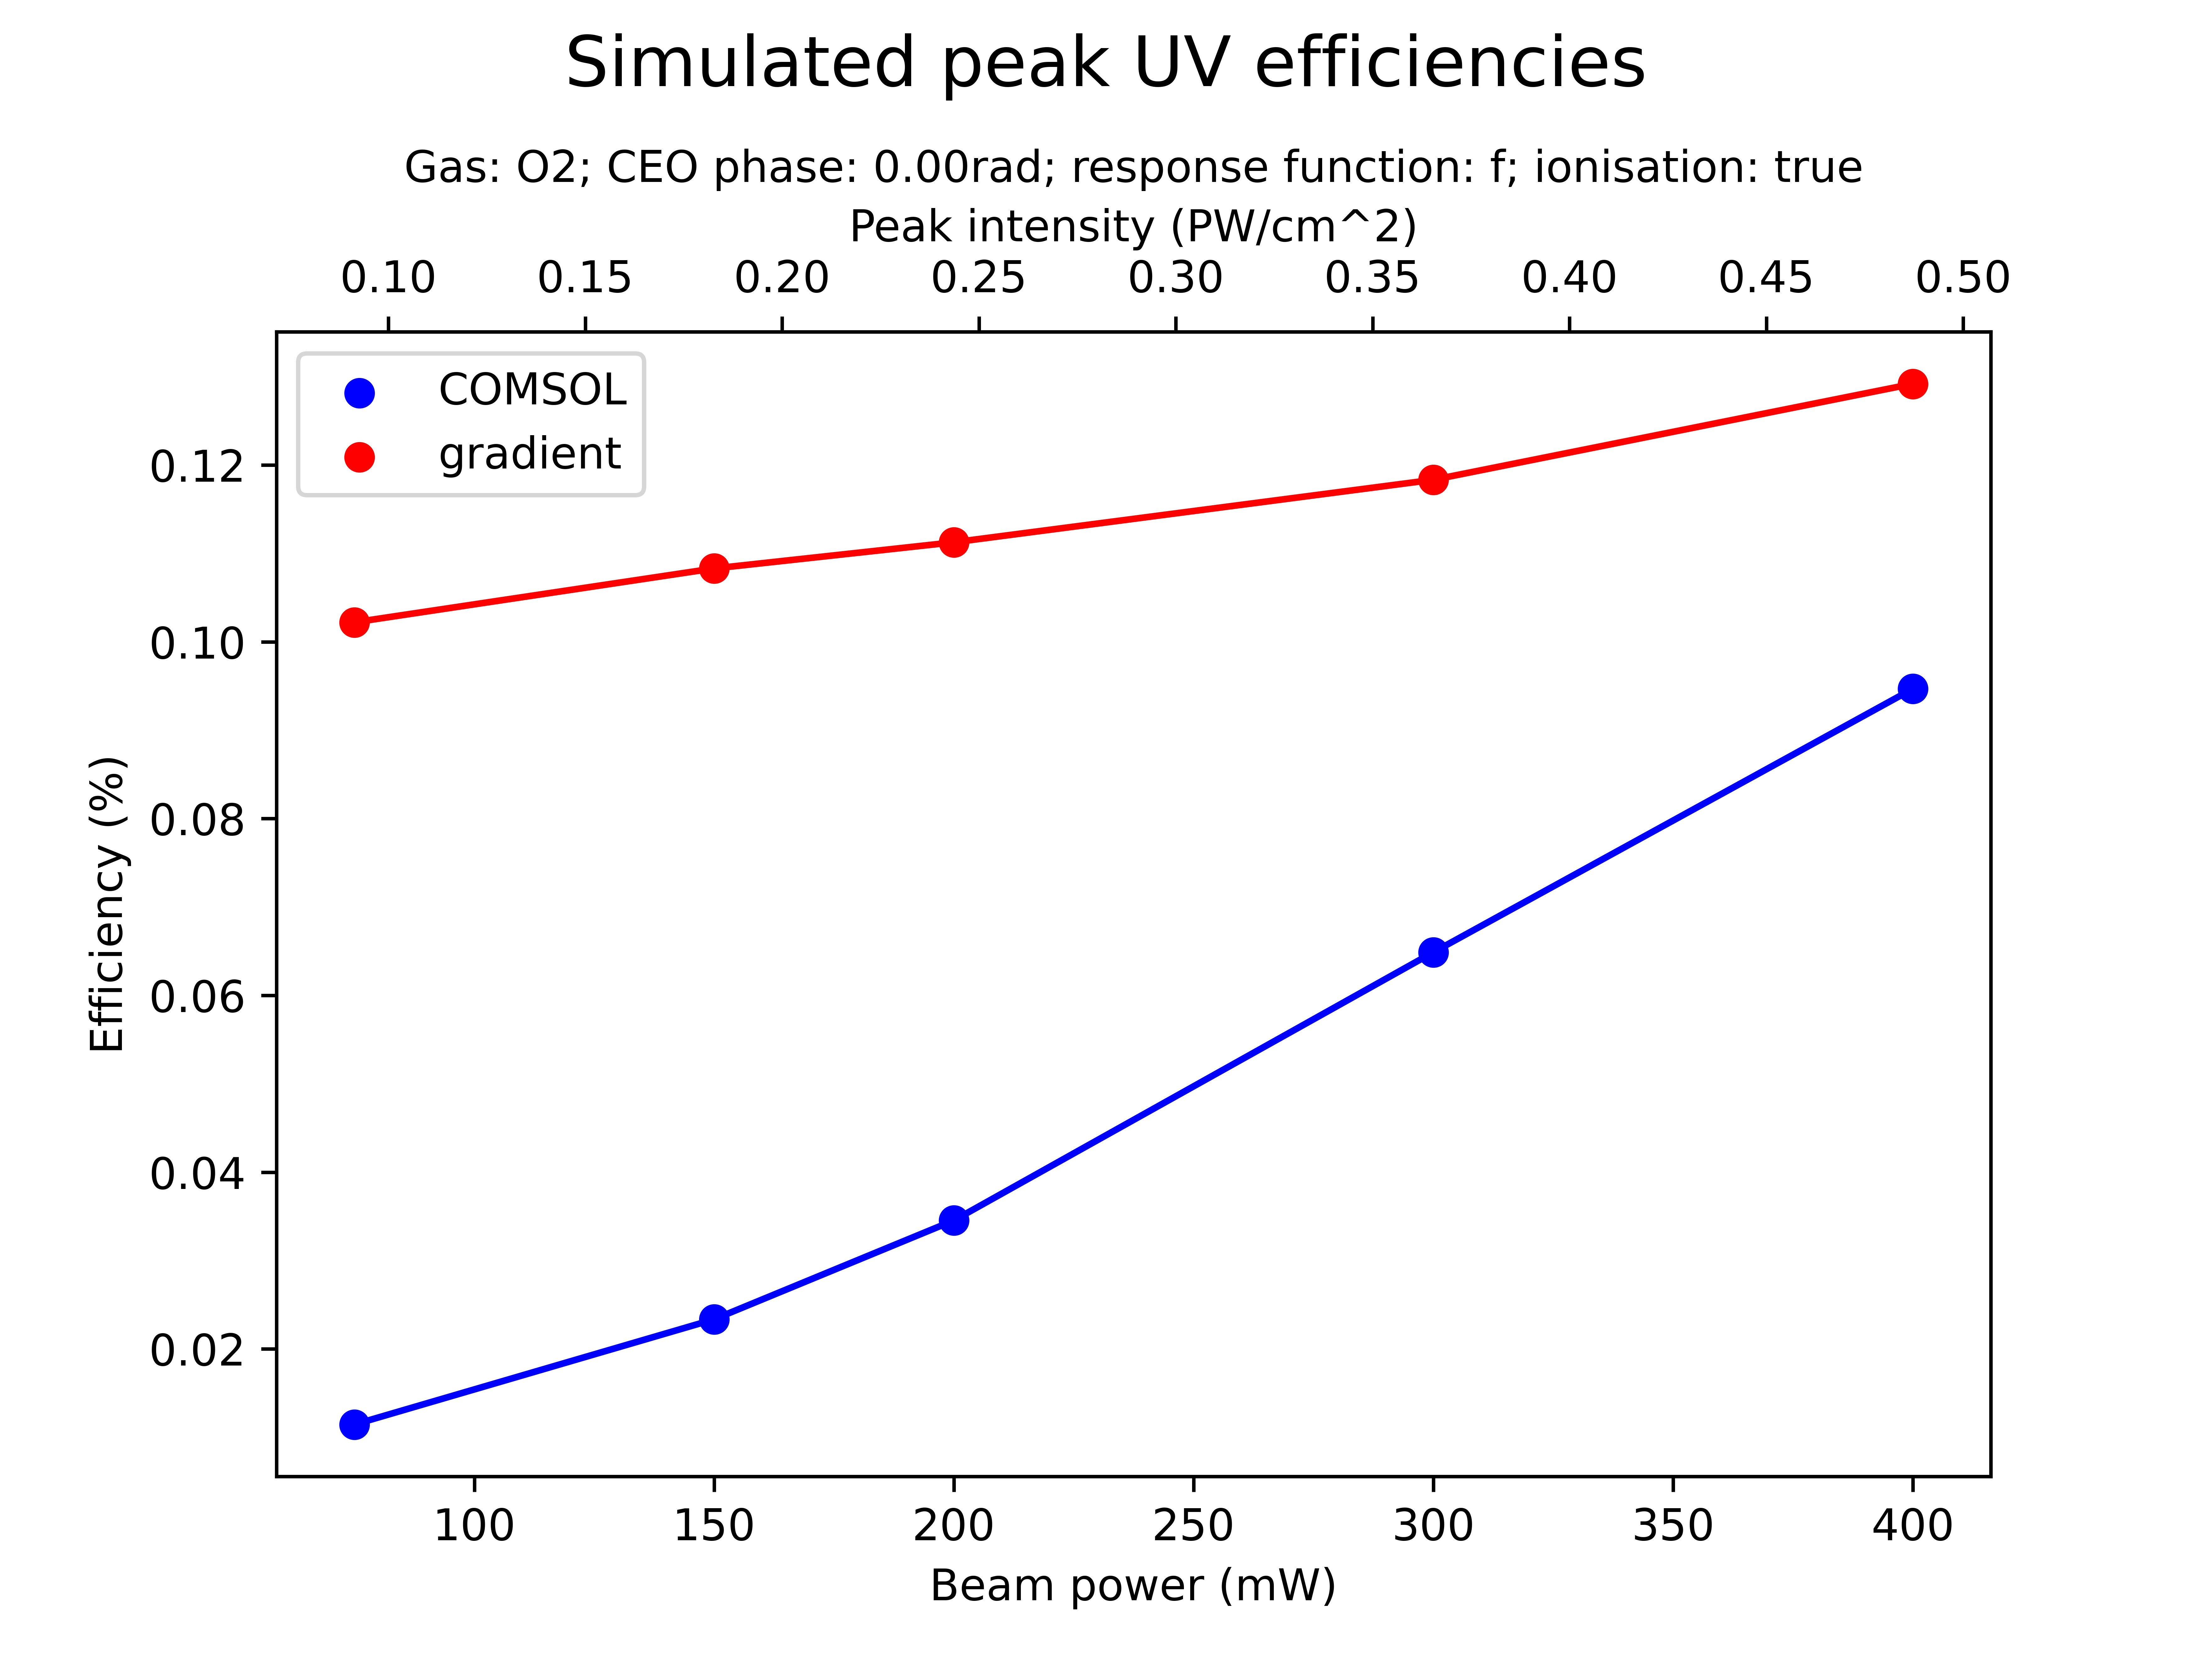 Simulated peak UV efficiencies
Gas: O2; CEO phase: 0.00rad; response function: f; ionisation: true
Peak intensity (PW/cm^2)
0.10 0.15 0.20 0.25 0.30 0.35 0.40 0.45 0.50
COMSOL
gradient
0.12
0.10
0.08
0.06
0.04
0.02
Efficiency (%)
100 150 200 250 300 350 400
Beam power (mW)